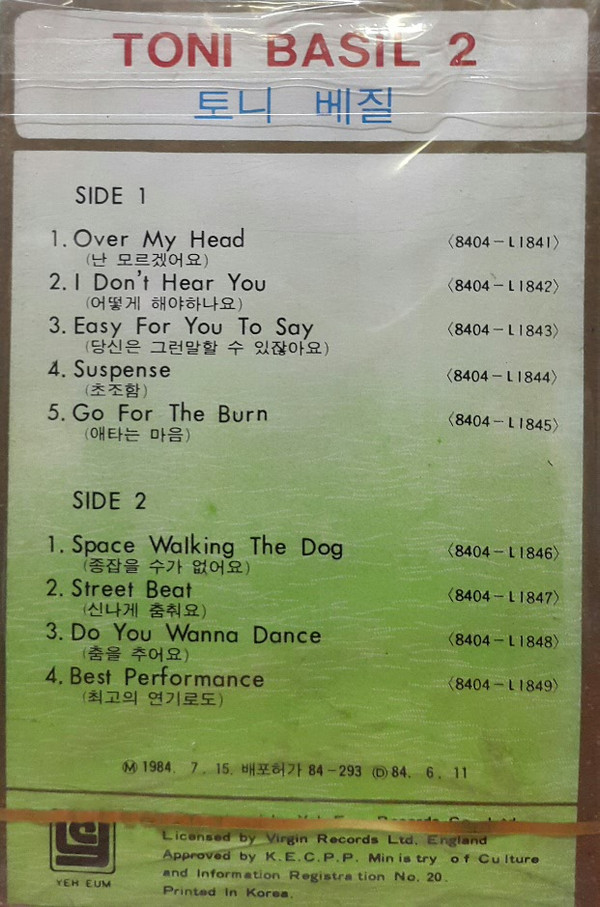 TONI BASIL 2
토니 베질
SIDE 1
1. Over My Head 〈8404-L1841〉
(난 모르겠어요)
2. I Don't Hear You 〈8404-L1842〉
(어떻게 해야하나요)
3. Easy For You To Say 〈8404-L1843〉
(당신은 그런말할 수 있잖아요)
4. Suspense 〈8404-L1844〉
(초조함)
5. Go For The Burn 〈8404-L1845〉
(애타는 마음)
SIDE 2
1. Space Walking The Dog 〈8404-L1846〉
(종잡을 수가 없어요)
2. Street Beat 〈8404-L1847〉
(신나게 춤춰요)
3. Do You Wanna Dance 〈8404-L1848〉
(춤을 추어요)
4. Best Performance 〈8404-L1849〉
(최고의 연기로도)
Ⓜ 1984. 7. 15. 배포허가 84-293 Ⓓ84. 6. 11
Records Co., Ltd.
Licensed by Virgin Records Ltd, England
Approved by K.E.C.P.P. Ministry of Culture
and Information Registration No. 20.
Printed In Korea.
YEH EUM